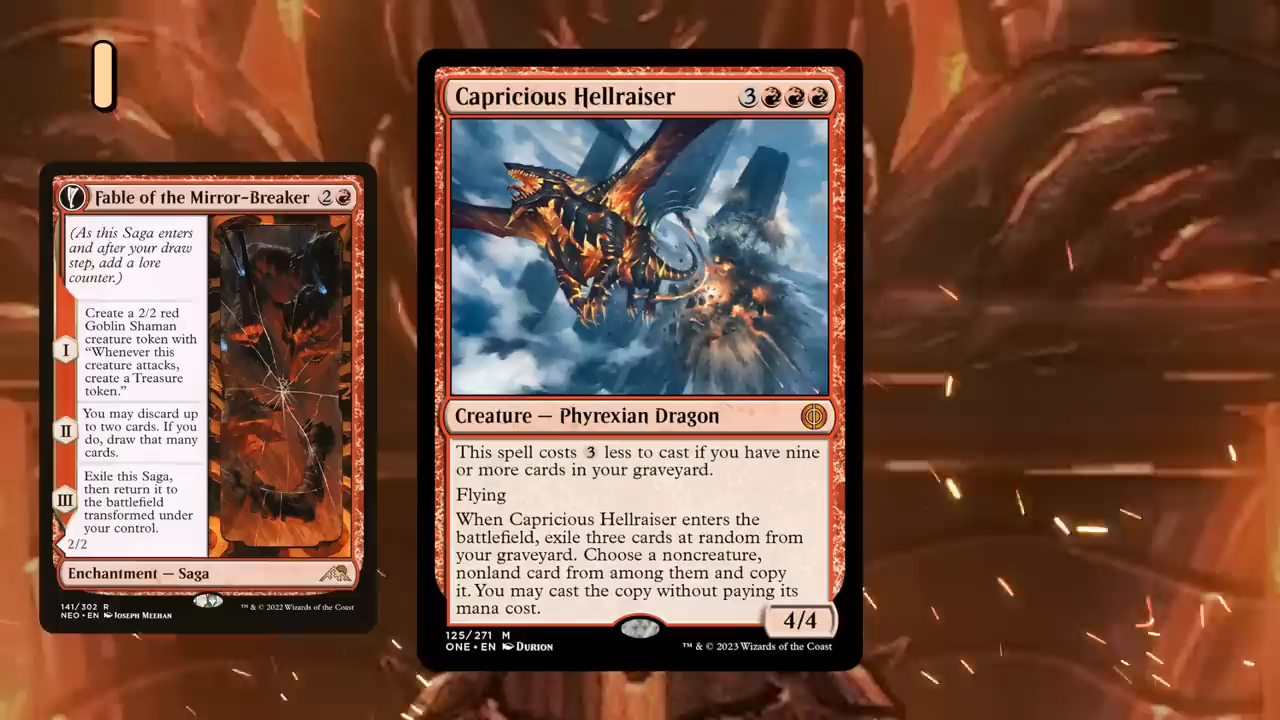 Fable of the Mirror-Breaker 2
(As this Saga enters
and after your draw
step, add a lore
counter.)
I
Create a 2/2 red
Goblin Shaman
creature token with
“Whenever this
creature attacks,
create a Treasure
token.”
II
You may discard up
to two cards. If you
do, draw that many
cards.
III
Exile this Saga,
then return it to
the battlefield
transformed under
your control.
2/2
Enchantment — Saga
141/302 R
NEO • EN Joseph Meehan
™ & © 2022 Wizards of the Coast
Capricious Hellraiser 3
Creature — Phyrexian Dragon
This spell costs 3 less to cast if you have nine
or more cards in your graveyard.
Flying
When Capricious Hellraiser enters the
battlefield, exile three cards at random from
your graveyard. Choose a noncreature,
nonland card from among them and copy
it. You may cast the copy without paying its
mana cost.
4/4
125/271 M
ONE • EN Durion
™ & © 2023 Wizards of the Coast